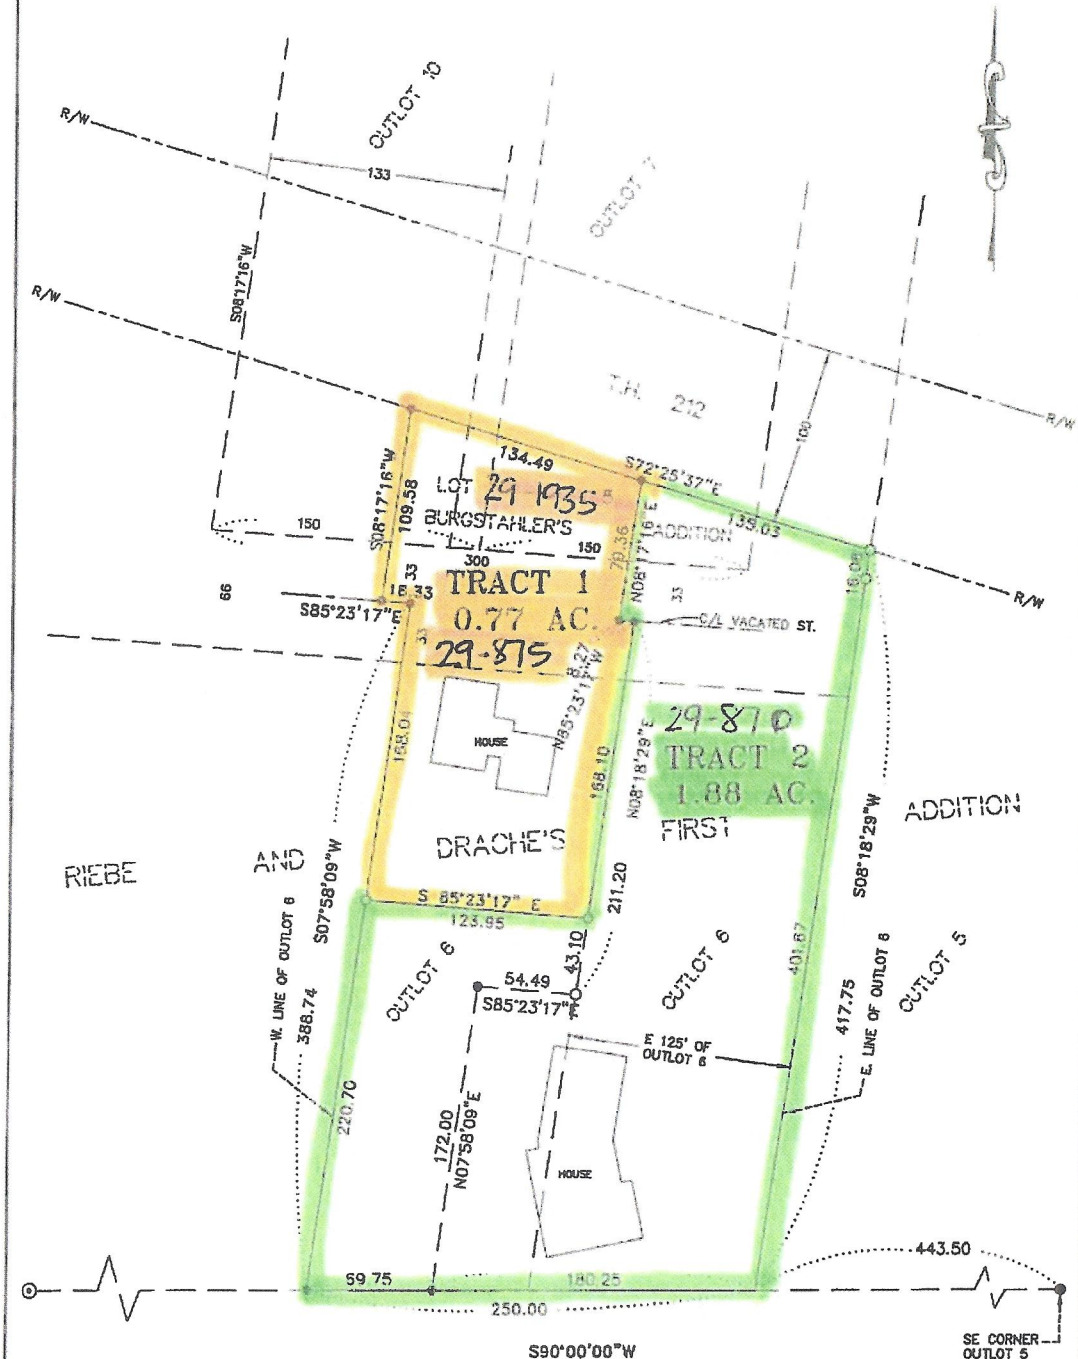 OUTLOT 10
R/W
133
OUTLOT 7
S08°17'16"W
R/W
T.H. 212
100
R/W
134.49
S72°25'37"E
S08°17'16"W
109.58
LOT 29-1935 5
BURGSTAHLER'S
ADDITION
139.03
150
150
300
70.36
N08°17'16"E
16.08
33
66
16.33
TRACT 1
33
R/W
S85°23'17"E
0.77 AC.
C/L VACATED ST.
33
29-875
8.27
N85°23'17"W
29-870
HOUSE
TRACT 2
168.04
168.10
N08°18'29"E
1.88 AC.
S08°18'29"W
ADDITION
RIEBE
AND
DRACHE'S
FIRST
S07°58'09"W
S 85°23'17" E
123.95
211.20
W. LINE OF OUTLOT 6
388.74
OUTLOT 6
43.10
OUTLOT 6
401.67
OUTLOT 5
54.49
S85°23'17"
417.75
E. LINE OF OUTLOT 6
E 125' OF
OUTLOT 6
220.70
172.00
N07°58'09"E
HOUSE
443.50
59.75
180.25
250.00
S90°00'00"W
SE CORNER
OUTLOT 5